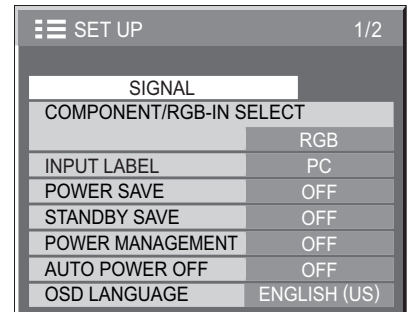 SET UP 1/2
SIGNAL
COMPONENT/RGB-IN SELECT
RGB
INPUT LABEL PC
POWER SAVE OFF
STANDBY SAVE OFF
POWER MANAGEMENT OFF
AUTO POWER OFF OFF
OSD LANGUAGE ENGLISH (US)